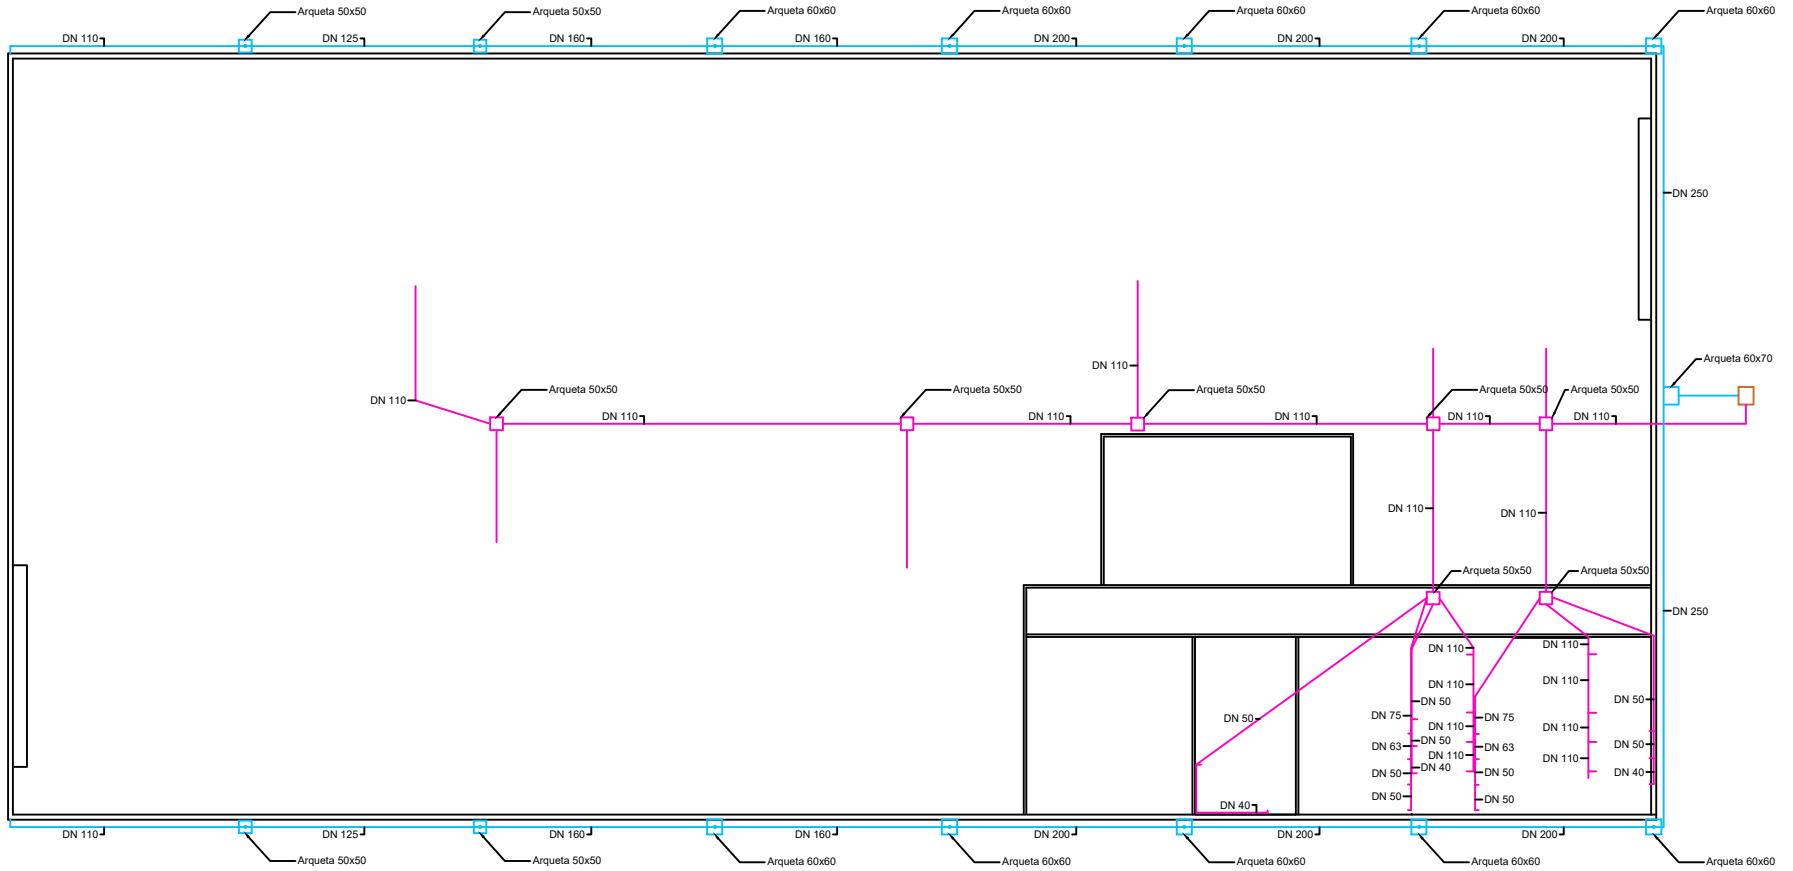 Arqueta 50x50
Arqueta 50x50
Arqueta 60x60
Arqueta 60x60
Arqueta 60x60
Arqueta 60x60
Arqueta 60x60
DN 110
DN 125
DN 160
DN 160
DN 200
DN 200
DN 200
DN 250
Arqueta 60x70
DN 110
DN 110
Arqueta 50x50
Arqueta 50x50
Arqueta 50x50
Arqueta 50x50
Arqueta 50x50
DN 110
DN 110
DN 110
DN 110
DN 110
DN 110
DN 110
Arqueta 50x50
Arqueta 50x50
DN 250
DN 110
DN 110
DN 110
DN 110
DN 50
DN 50
DN 50
DN 75
DN 75
DN 110
DN 110
DN 50
DN 63
DN 63
DN 50
DN 110
DN 110
DN 40
DN 50
DN 50
DN 40
DN 50
DN 50
DN 40
DN 110
DN 125
DN 160
DN 160
DN 200
DN 200
DN 200
Arqueta 50x50
Arqueta 50x50
Arqueta 60x60
Arqueta 60x60
Arqueta 60x60
Arqueta 60x60
Arqueta 60x60